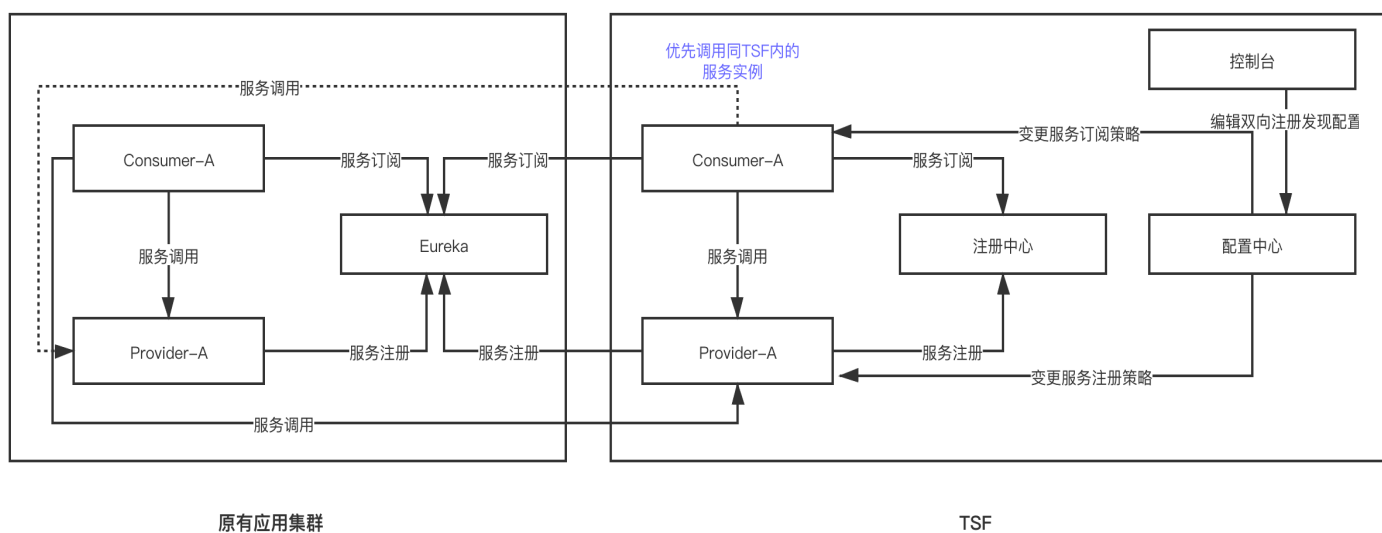 优先调用同TSF内的
服务实例
控制台
服务调用
编辑双向注册发现配置
变更服务订阅策略
Consumer-A
服务订阅
服务订阅
Consumer-A
服务订阅
Eureka
注册中心
配置中心
服务调用
服务调用
Provider-A
服务注册
服务注册
Provider-A
服务注册
变更服务注册策略
服务调用
原有应用集群
TSF